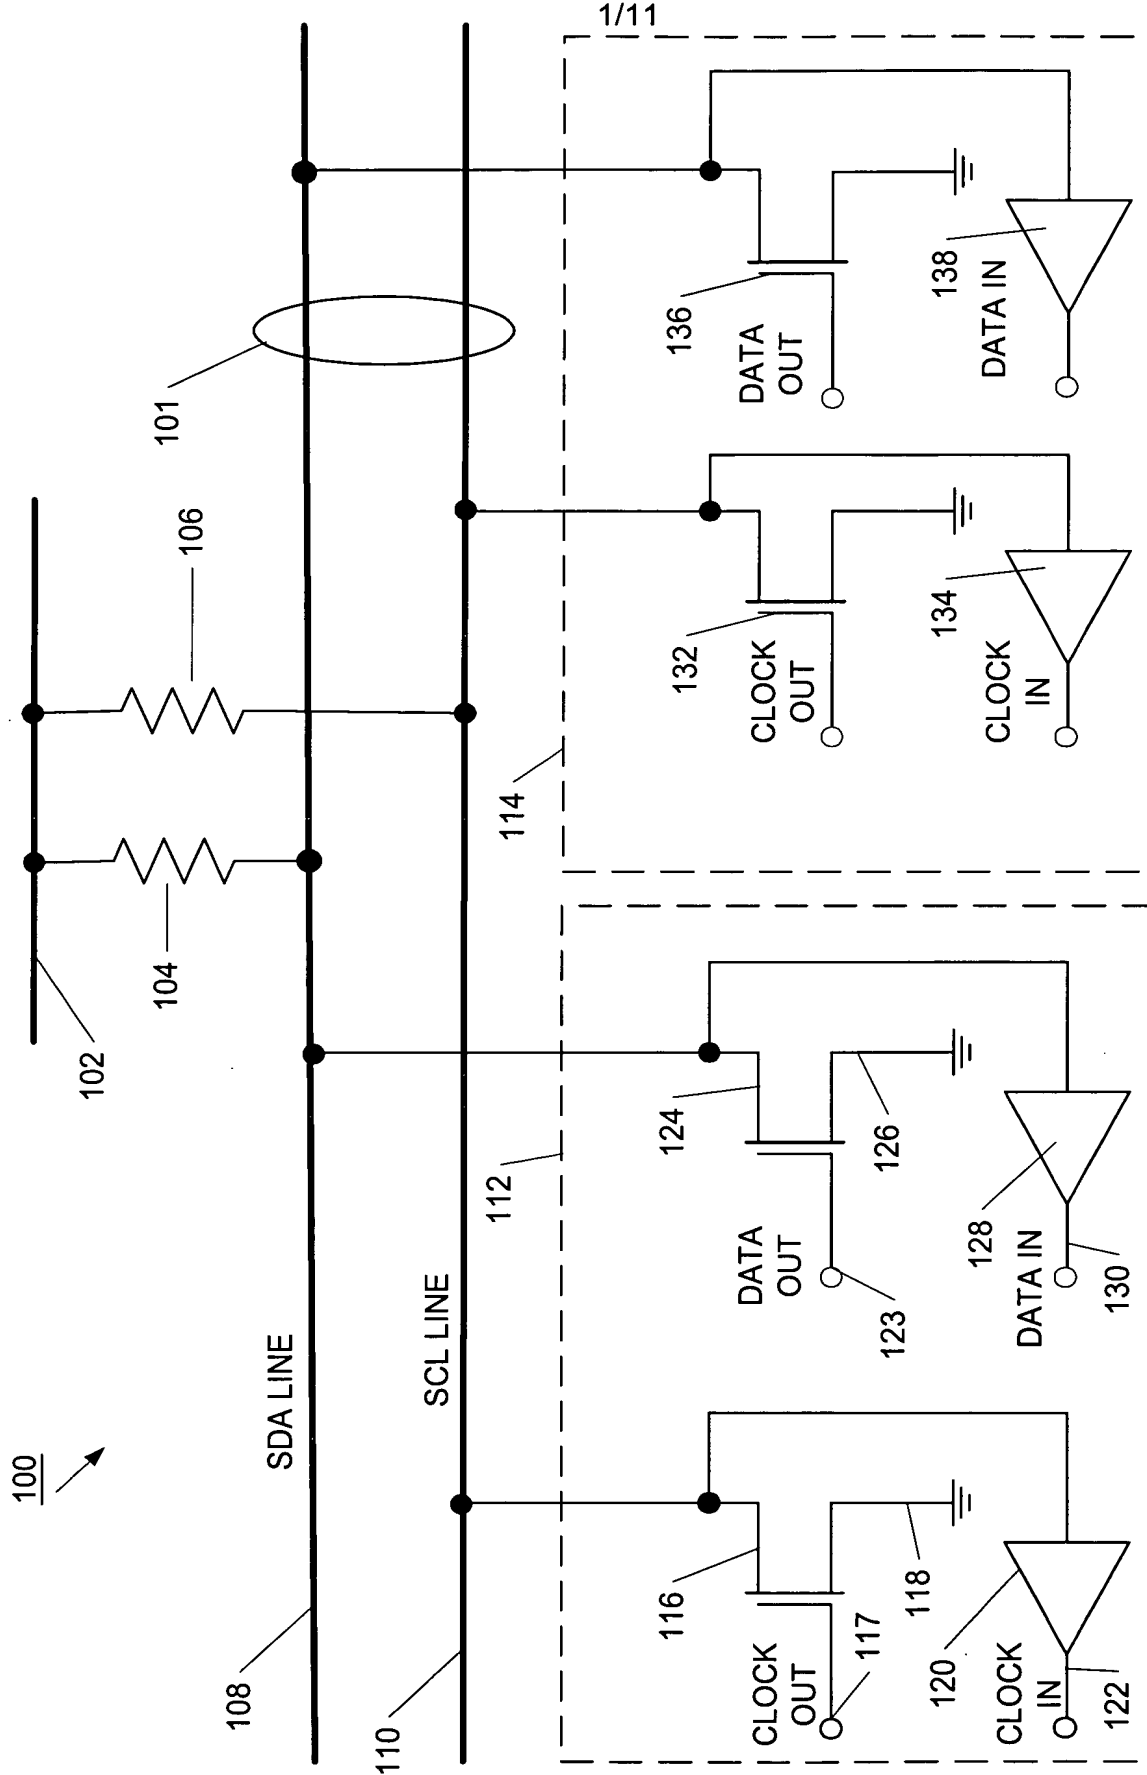 1/11
100
102
104
106
101
SDA LINE
SCL LINE
108
110
112
114
116
CLOCK
OUT
117
118
120
CLOCK
IN
122
124
DATA
OUT
123
126
128
DATA IN
130
132
CLOCK
OUT
134
CLOCK
IN
136
DATA
OUT
138
DATA IN